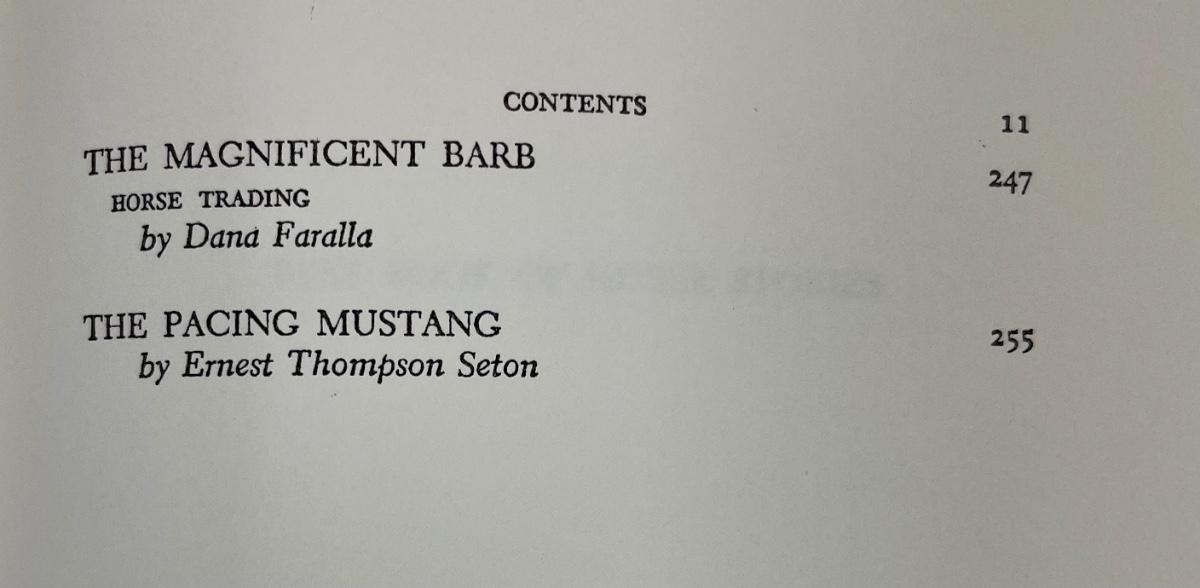 CONTENTS
THE MAGNIFICENT BARB 11
HORSE TRADING 247
by Dana Faralla
THE PACING MUSTANG 255
by Ernest Thompson Seton